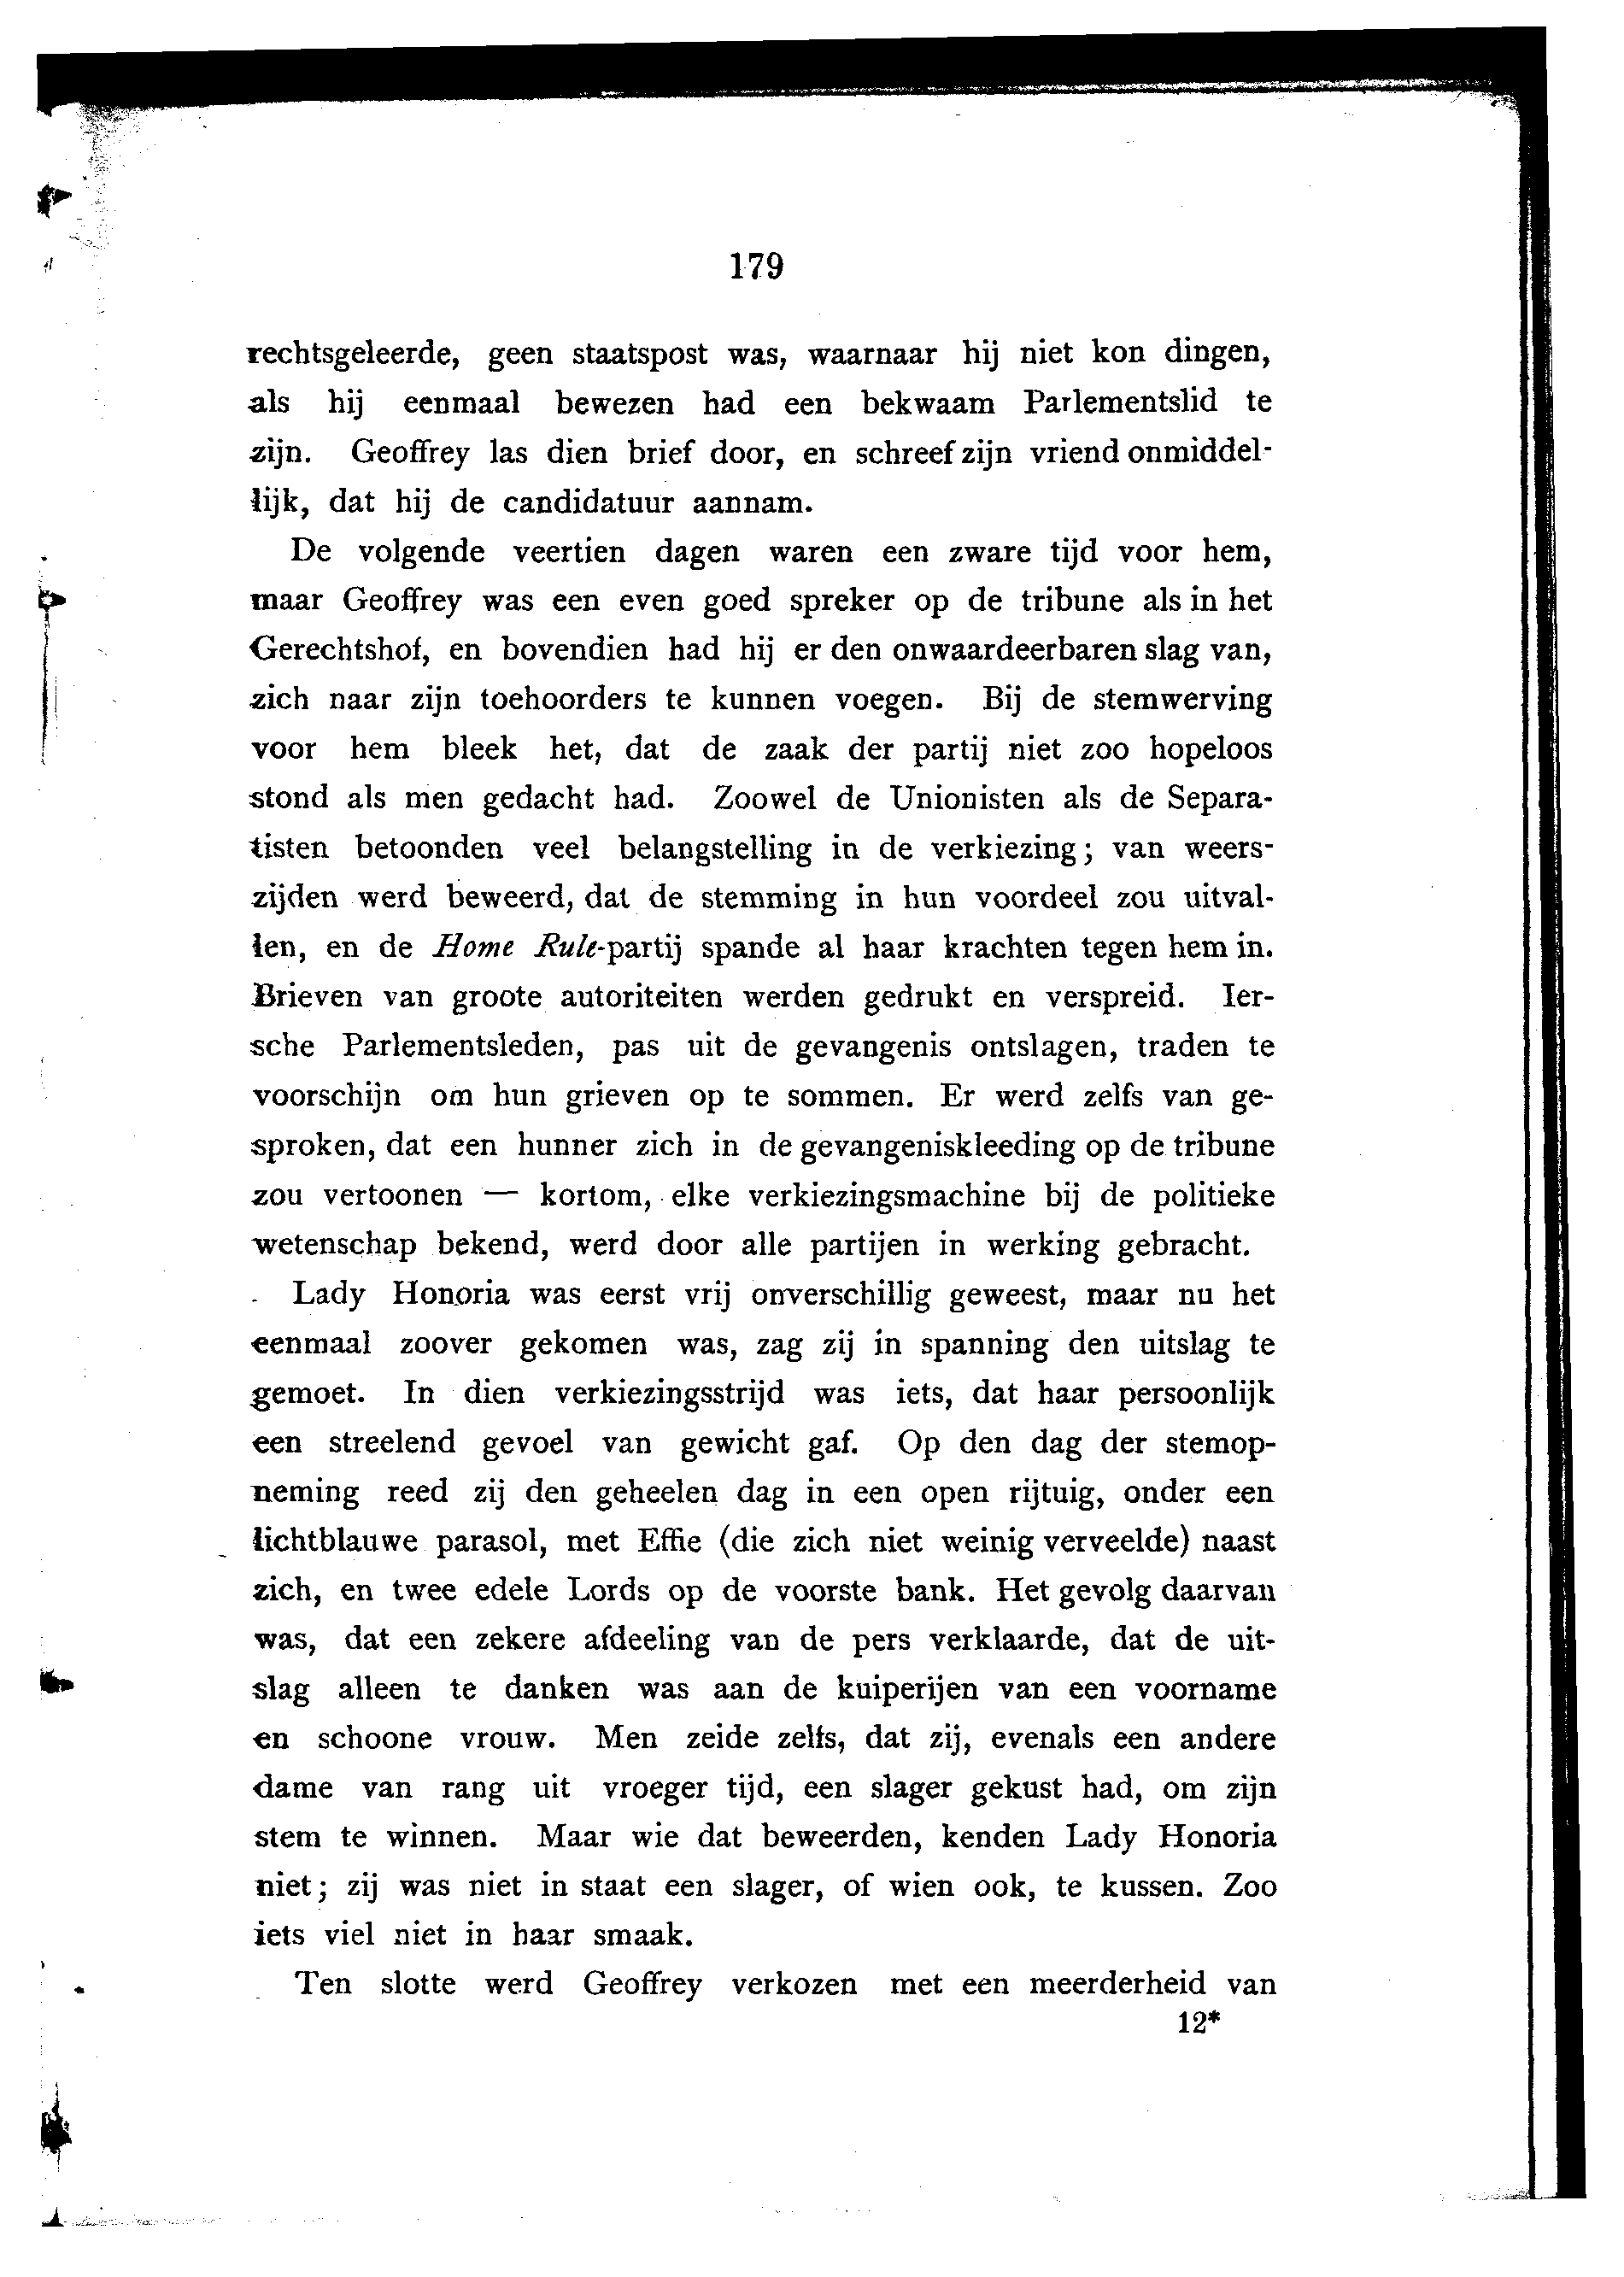 179
rechtsgeleerde, geen staatspost was, waarnaar hij niet kon dingen,
als hij eenmaal bewezen had een bekwaam Parlementslid te
zijn. Geoffrey las dien brief door, en schreef zijn vriend onmiddel-
lijk, dat hij de candidatuur aannam.
De volgende veertien dagen waren een zware tijd voor hem,
maar Geoffrey was een even goed spreker op de tribune als in het
Gerechtshof, en bovendien had hij er den onwaardeerbaren slag van,
zich naar zijn toehoorders te kunnen voegen. Bij de stemwerving
voor hem bleek het, dat de zaak der partij niet zoo hopeloos
stond als men gedacht had. Zoowel de Unionisten als de Separa-
tisten betoonden veel belangstelling in de verkiezing; van weers-
zijden werd beweerd, dat de stemming in hun voordeel zou uitval-
len, en de Home Rule-partij spande al haar krachten tegen hem in.
Brieven van groote autoriteiten werden gedrukt en verspreid. Ier-
sche Parlementsleden, pas uit de gevangenis ontslagen, traden te
voorschijn om hun grieven op te sommen. Er werd zelfs van ge-
sproken, dat een hunner zich in de gevangeniskleeding op de tribune
zou vertoonen — kortom, elke verkiezingsmachine bij de politieke
wetenschap bekend, werd door alle partijen in werking gebracht.
Lady Honoria was eerst vrij onverschillig geweest, maar nu het
eenmaal zoover gekomen was, zag zij in spanning den uitslag te
gemoet. In dien verkiezingsstrijd was iets, dat haar persoonlijk
een streelend gevoel van gewicht gaf. Op den dag der stemop-
neming reed zij den geheelen dag in een open rijtuig, onder een
lichtblauwe parasol, met Effie (die zich niet weinig verveelde) naast
zich, en twee edele Lords op de voorste bank. Het gevolg daarvan
was, dat een zekere afdeeling van de pers verklaarde, dat de uit-
slag alleen te danken was aan de kuiperijen van een voorname
en schoone vrouw. Men zeide zelfs, dat zij, evenals een andere
dame van rang uit vroeger tijd, een slager gekust had, om zijn
stem te winnen. Maar wie dat beweerden, kenden Lady Honoria
niet; zij was niet in staat een slager, of wien ook, te kussen. Zoo
iets viel niet in haar smaak.
Ten slotte werd Geoffrey verkozen met een meerderheid van
12*